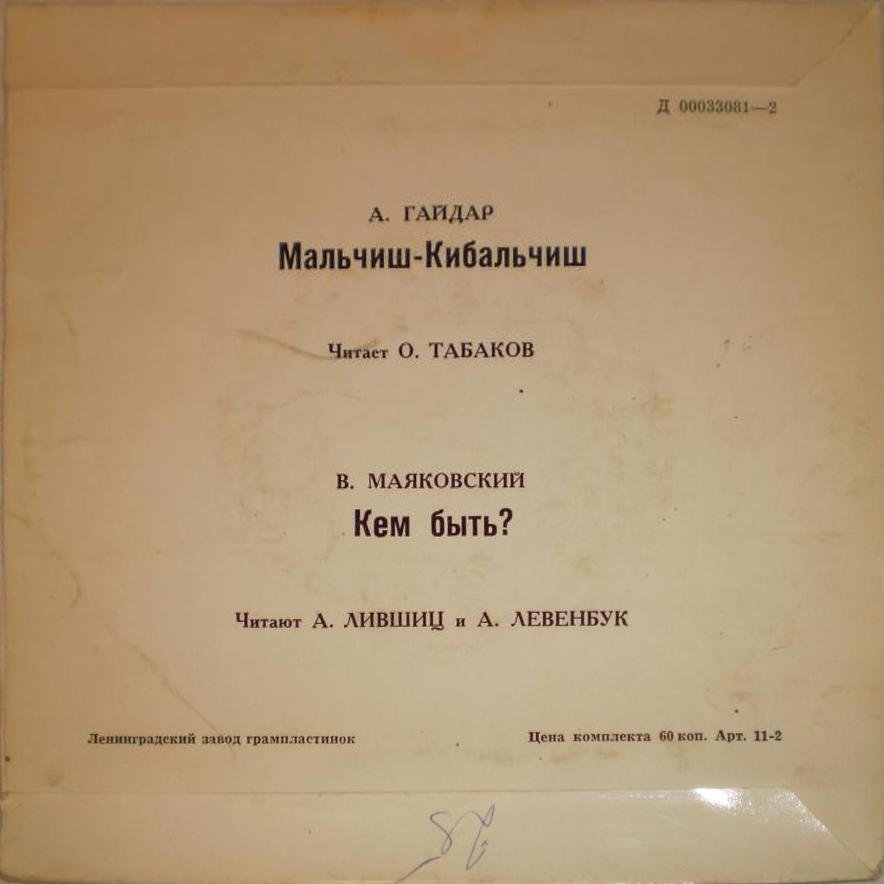 Д 00033081—2
А. ГАЙДАР
Мальчиш-Кибальчиш
Читает О. ТАБАКОВ
В. МАЯКОВСКИЙ
Кем быть?
Читают А. ЛИВШИЦ и А. ЛЕВЕНБУК
Ленинградский завод грампластинок
Цена комплекта 60 коп. Арт. 11-2